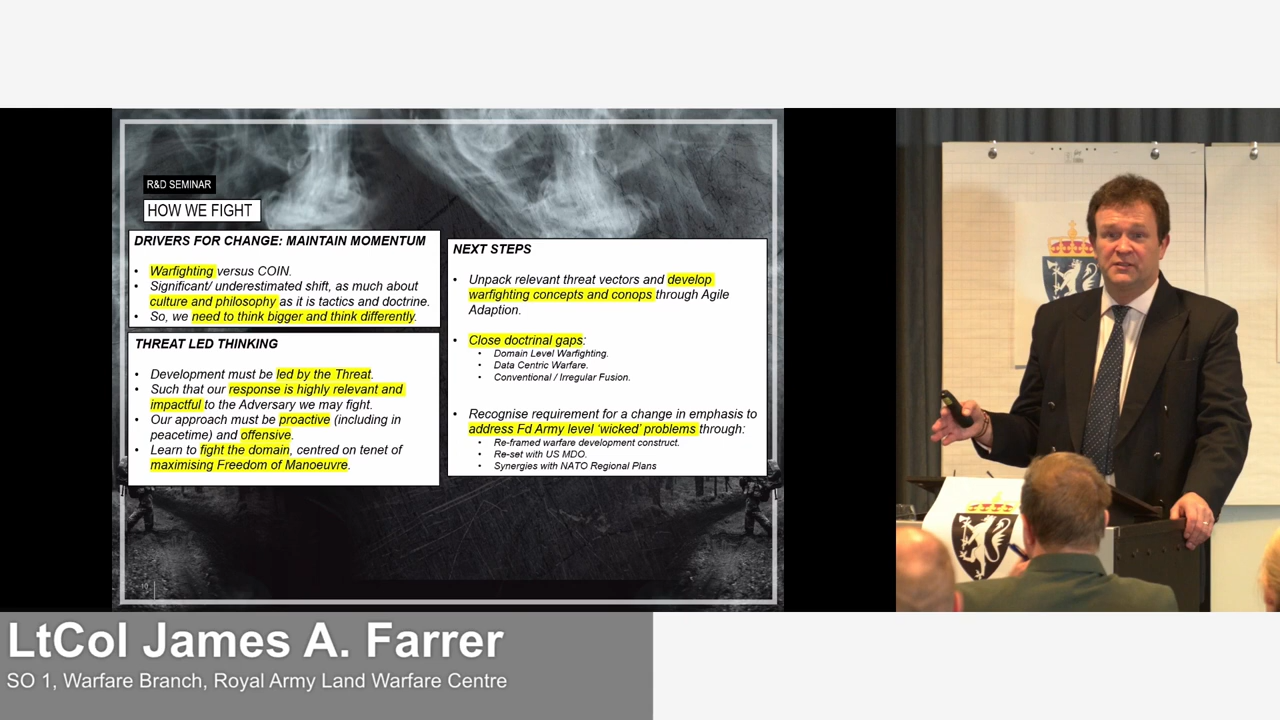 R&D SEMINAR
HOW WE FIGHT
DRIVERS FOR CHANGE: MAINTAIN MOMENTUM
• Warfighting versus COIN.
• Significant/ underestimated shift, as much about
culture and philosophy as it is tactics and doctrine.
• So, we need to think bigger and think differently.
THREAT LED THINKING
• Development must be led by the Threat.
• Such that our response is highly relevant and
impactful to the Adversary we may fight.
• Our approach must be proactive (including in
peacetime) and offensive.
• Learn to fight the domain, centred on tenet of
maximising Freedom of Manoeuvre.
NEXT STEPS
• Unpack relevant threat vectors and develop
warfighting concepts and conops through Agile
Adaption.
• Close doctrinal gaps:
• Domain Level Warfighting.
• Data Centric Warfare.
• Conventional / Irregular Fusion.
• Recognise requirement for a change in emphasis to
address Fd Army level ‘wicked’ problems through:
• Re-framed warfare development construct.
• Re-set with US MDO.
• Synergies with NATO Regional Plans
LtCol James A. Farrer
SO 1, Warfare Branch, Royal Army Land Warfare Centre